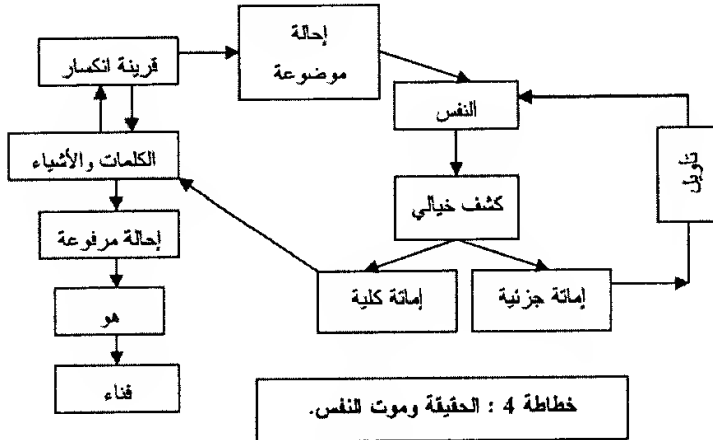 إحالة
موضوعة
قرينة انكسار
النفس
الكلمات والأشياء
تأويل
كشف خيالي
إحالة مرفوعة
إماتة كلية
إماتة جزئية
هو
فناء
خطاطة 4 : الحقيقة وموت النفس.